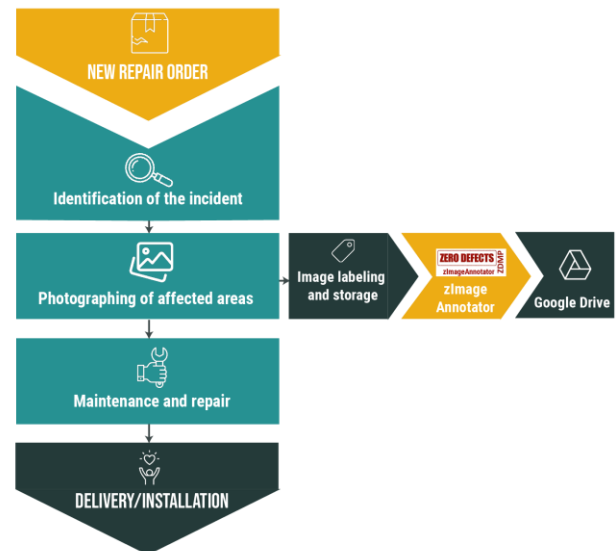 NEW REPAIR ORDER
Identification of the incident
Photographing of affected areas
Image labeling
and storage
ZERO DEFECTS
zImageAnnotator
ZDMP
zImage
Annotator
Google Drive
Maintenance and repair
DELIVERY/INSTALLATION